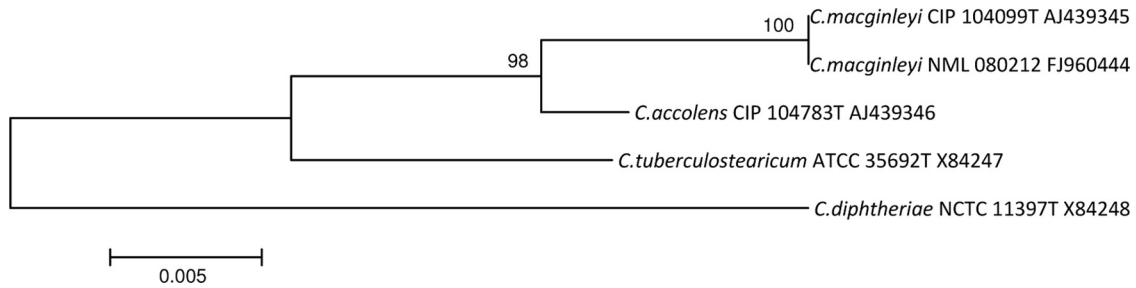 C.macginleyi CIP 104099T AJ439345
100
C.macginleyi NML 080212 FJ960444
98
C.accolens CIP 104783T AJ439346
C.tuberculostearicum ATCC 35692T X84247
C.diphtheriae NCTC 11397T X84248
0.005